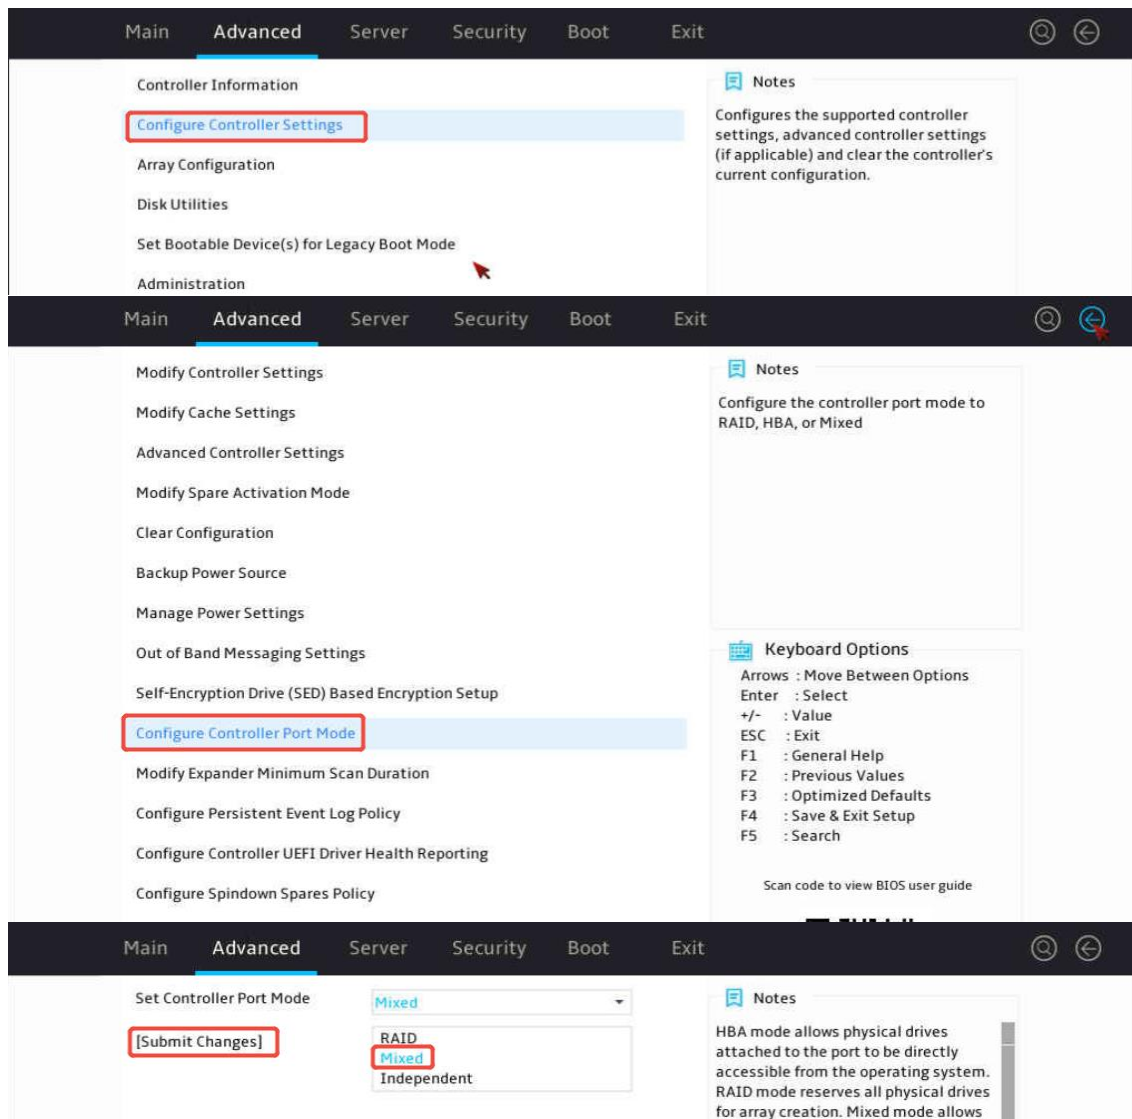 Main Advanced Server Security Boot Exit
Controller Information
Configure Controller Settings
Array Configuration
Disk Utilities
Set Bootable Device(s) for Legacy Boot Mode
Administration
Notes
Configures the supported controller
settings, advanced controller settings
(if applicable) and clear the controller's
current configuration.
Main Advanced Server Security Boot Exit
Modify Controller Settings
Modify Cache Settings
Advanced Controller Settings
Modify Spare Activation Mode
Clear Configuration
Backup Power Source
Manage Power Settings
Out of Band Messaging Settings
Self-Encryption Drive (SED) Based Encryption Setup
Configure Controller Port Mode
Modify Expander Minimum Scan Duration
Configure Persistent Event Log Policy
Configure Controller UEFI Driver Health Reporting
Configure Spindown Spares Policy
Notes
Configure the controller port mode to
RAID, HBA, or Mixed
Keyboard Options
Arrows : Move Between Options
Enter : Select
+/- : Value
ESC : Exit
F1 : General Help
F2 : Previous Values
F3 : Optimized Defaults
F4 : Save & Exit Setup
F5 : Search
Scan code to view BIOS user guide
Main Advanced Server Security Boot Exit
Set Controller Port Mode Mixed
[Submit Changes]
RAID
Mixed
Independent
Notes
HBA mode allows physical drives
attached to the port to be directly
accessible from the operating system.
RAID mode reserves all physical drives
for array creation. Mixed mode allows